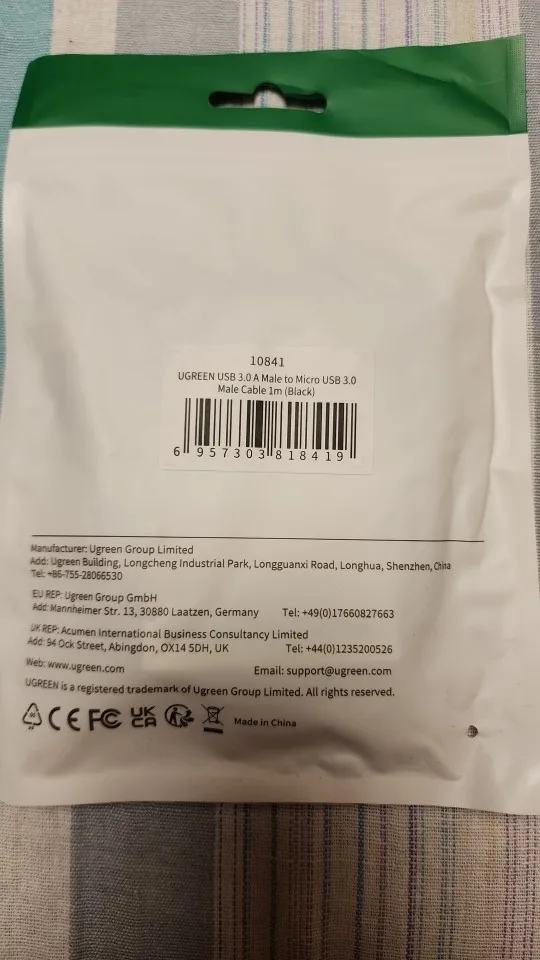 10841
UGREEN USB 3.0 A Male to Micro USB 3.0
Male Cable 1m (Black)
6 957303 818419
Manufacturer: Ugreen Group Limited
Add: Ugreen Building, Longcheng Industrial Park, Longguanxi Road, Longhua, Shenzhen, China
Tel: +86-755-28066530
EU REP: Ugreen Group GmbH
Add: Mannheimer Str. 13, 30880 Laatzen, Germany Tel: +49(0)17660827663
UK REP: Acumen International Business Consultancy Limited
Add: 94 Ock Street, Abingdon, OX14 5DH, UK Tel: +44(0)1235200526
Web: www.ugreen.com Email: support@ugreen.com
UGREEN is a registered trademark of Ugreen Group Limited. All rights reserved.
CE FC UK CA Made in China